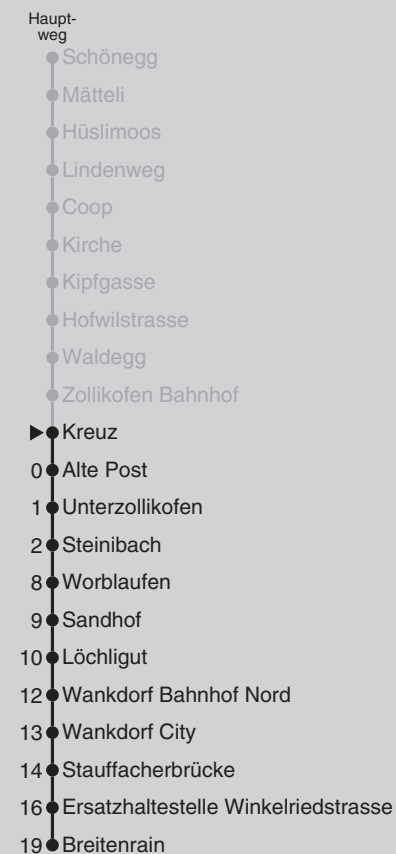 Haupt-
weg
Schönegg
Mätteli
Hüslimoos
Lindenweg
Coop
Kirche
Kipfgasse
Hofwilstrasse
Waldegg
Zollikofen Bahnhof
Kreuz
0 Alte Post
1 Unterzollikofen
2 Steinibach
8 Worblaufen
9 Sandhof
10 Löchligut
12 Wankdorf Bahnhof Nord
13 Wankdorf City
14 Stauffacherbrücke
16 Ersatzhaltestelle Winkelriedstrasse
19 Breitenrain